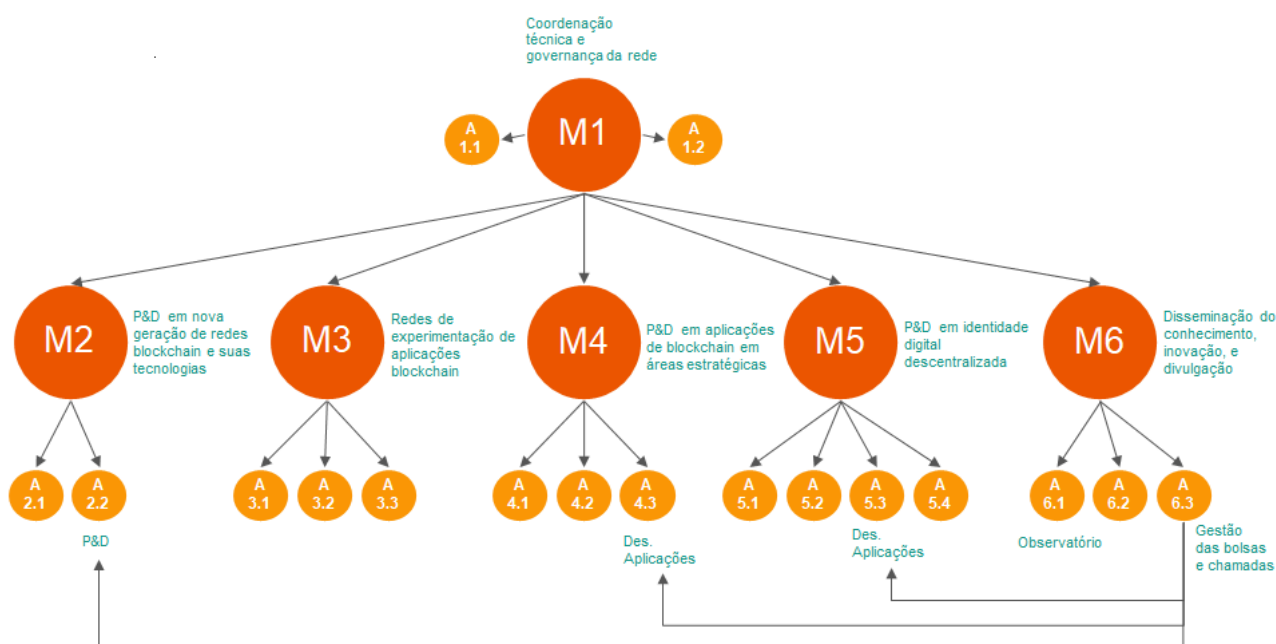 Coordenação
técnica e
governança da rede
A
1.1
M1
A
1.2
M2
P&D em nova
geração de redes
blockchain e suas
tecnologias
M3
Redes de
experimentação de
aplicações
blockchain
M4
P&D em aplicações
de blockchain em
áreas estratégicas
M5
P&D em identidade
digital
descentralizada
M6
Disseminação do
conhecimento,
inovação, e
divulgação
A
2.1
A
2.2
A
3.1
A
3.2
A
3.3
A
4.1
A
4.2
A
4.3
A
5.1
A
5.2
A
5.3
A
5.4
A
6.1
A
6.2
A
6.3
P&D
Des.
Aplicações
Des.
Aplicações
Observatório
Gestão
das bolsas
e chamadas